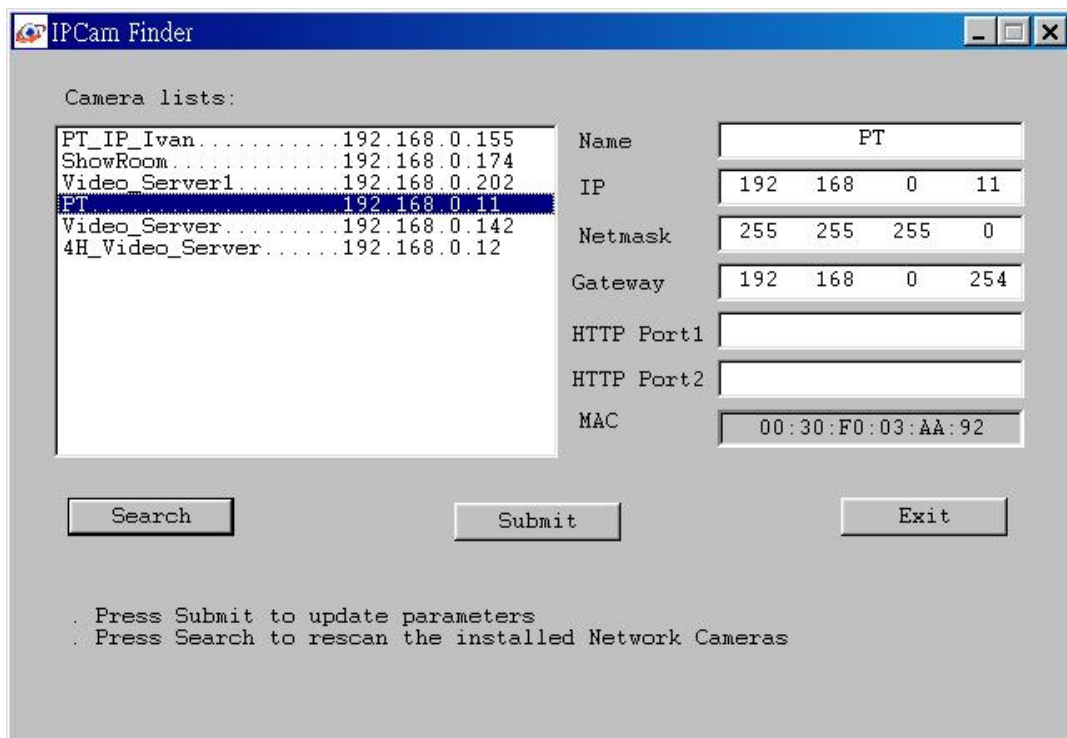 IPCam Finder
Camera lists:
PT_IP_Ivan...........192.168.0.155
ShowRoom.............192.168.0.174
Video_Server1........192.168.0.202
PT...................192.168.0.11
Video_Server.........192.168.0.142
4H_Video_Server......192.168.0.12
Name PT
IP 192 168 0 11
Netmask 255 255 255 0
Gateway 192 168 0 254
HTTP Port1
HTTP Port2
MAC 00:30:F0:03:AA:92
Search Submit Exit
. Press Submit to update parameters
. Press Search to rescan the installed Network Cameras